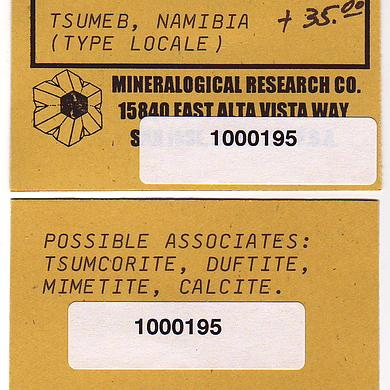 TSUMEB, NAMIBIA + 35.00
(TYPE LOCALE)
MINERALOGICAL RESEARCH CO.
15840 EAST ALTA VISTA WAY
1000195
POSSIBLE ASSOCIATES:
TSUMCORITE, DUFTITE,
MIMETITE, CALCITE.
1000195